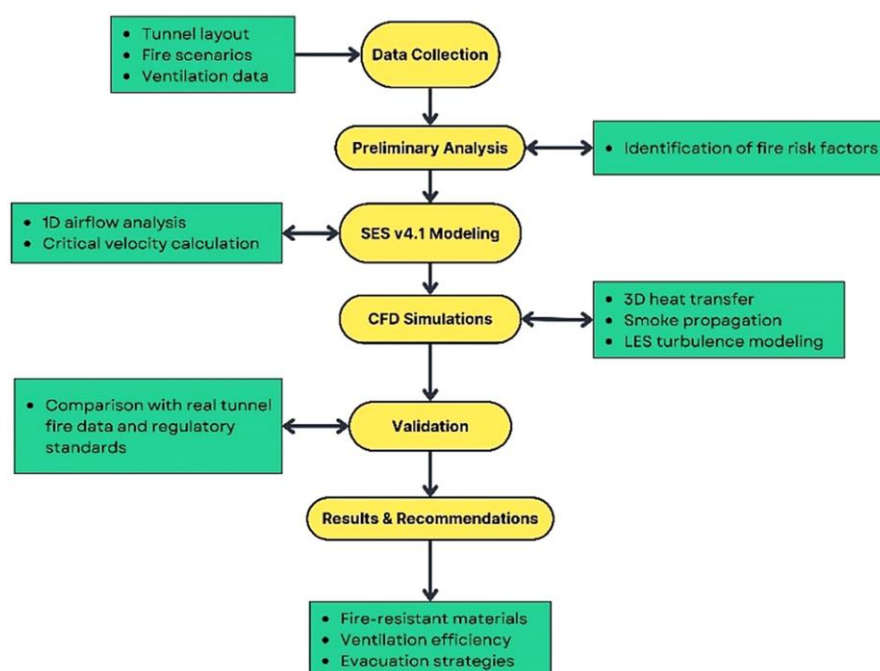 • Tunnel layout
• Fire scenarios
• Ventilation data
Data Collection
Preliminary Analysis
• Identification of fire risk factors
• 1D airflow analysis
• Critical velocity calculation
SES v4.1 Modeling
CFD Simulations
• 3D heat transfer
• Smoke propagation
• LES turbulence modeling
• Comparison with real tunnel
fire data and regulatory
standards
Validation
Results & Recommendations
• Fire-resistant materials
• Ventilation efficiency
• Evacuation strategies